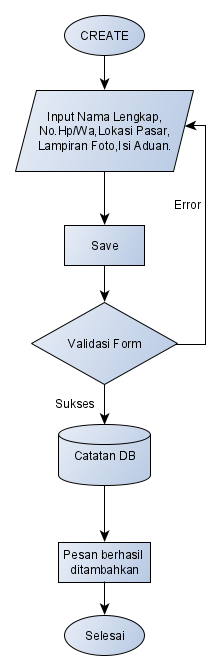 CREATE
Input Nama Lengkap,
No.Hp/Wa,Lokasi Pasar,
Lampiran Foto,Isi Aduan.
Error
Save
Validasi Form
Sukses
Catatan DB
Pesan berhasil
ditambahkan
Selesai